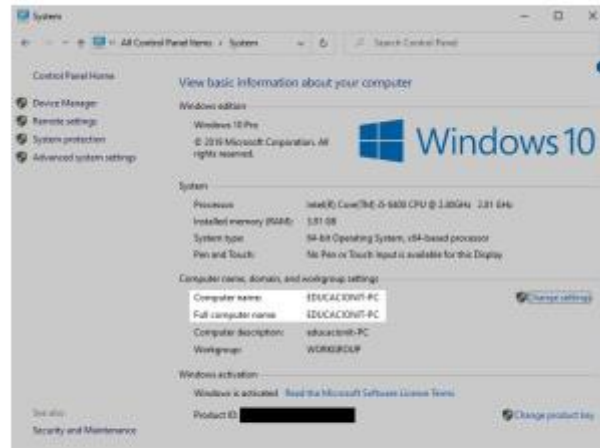 System
All Control Panel Items › System
Search Control Panel
Control Panel Home
Device Manager
Remote settings
System protection
Advanced system settings
View basic information about your computer
Windows edition
Windows 10 Pro
© 2019 Microsoft Corporation. All
rights reserved.
Windows 10
System
Processor: Intel(R) Core(TM)
Installed memory (RAM):
System type: 64-bit Operating System, x64-based processor
Pen and Touch: No Pen or Touch Input is available for this Display
Computer name, domain, and workgroup settings
Computer name: EDUCACIONIT-PC
Change settings
Full computer name: EDUCACIONIT-PC
Computer description: educacionit-PC
Workgroup: WORKGROUP
Windows activation
Windows is activated Read the Microsoft Software License Terms
Product ID:
Change product key
See also
Security and Maintenance